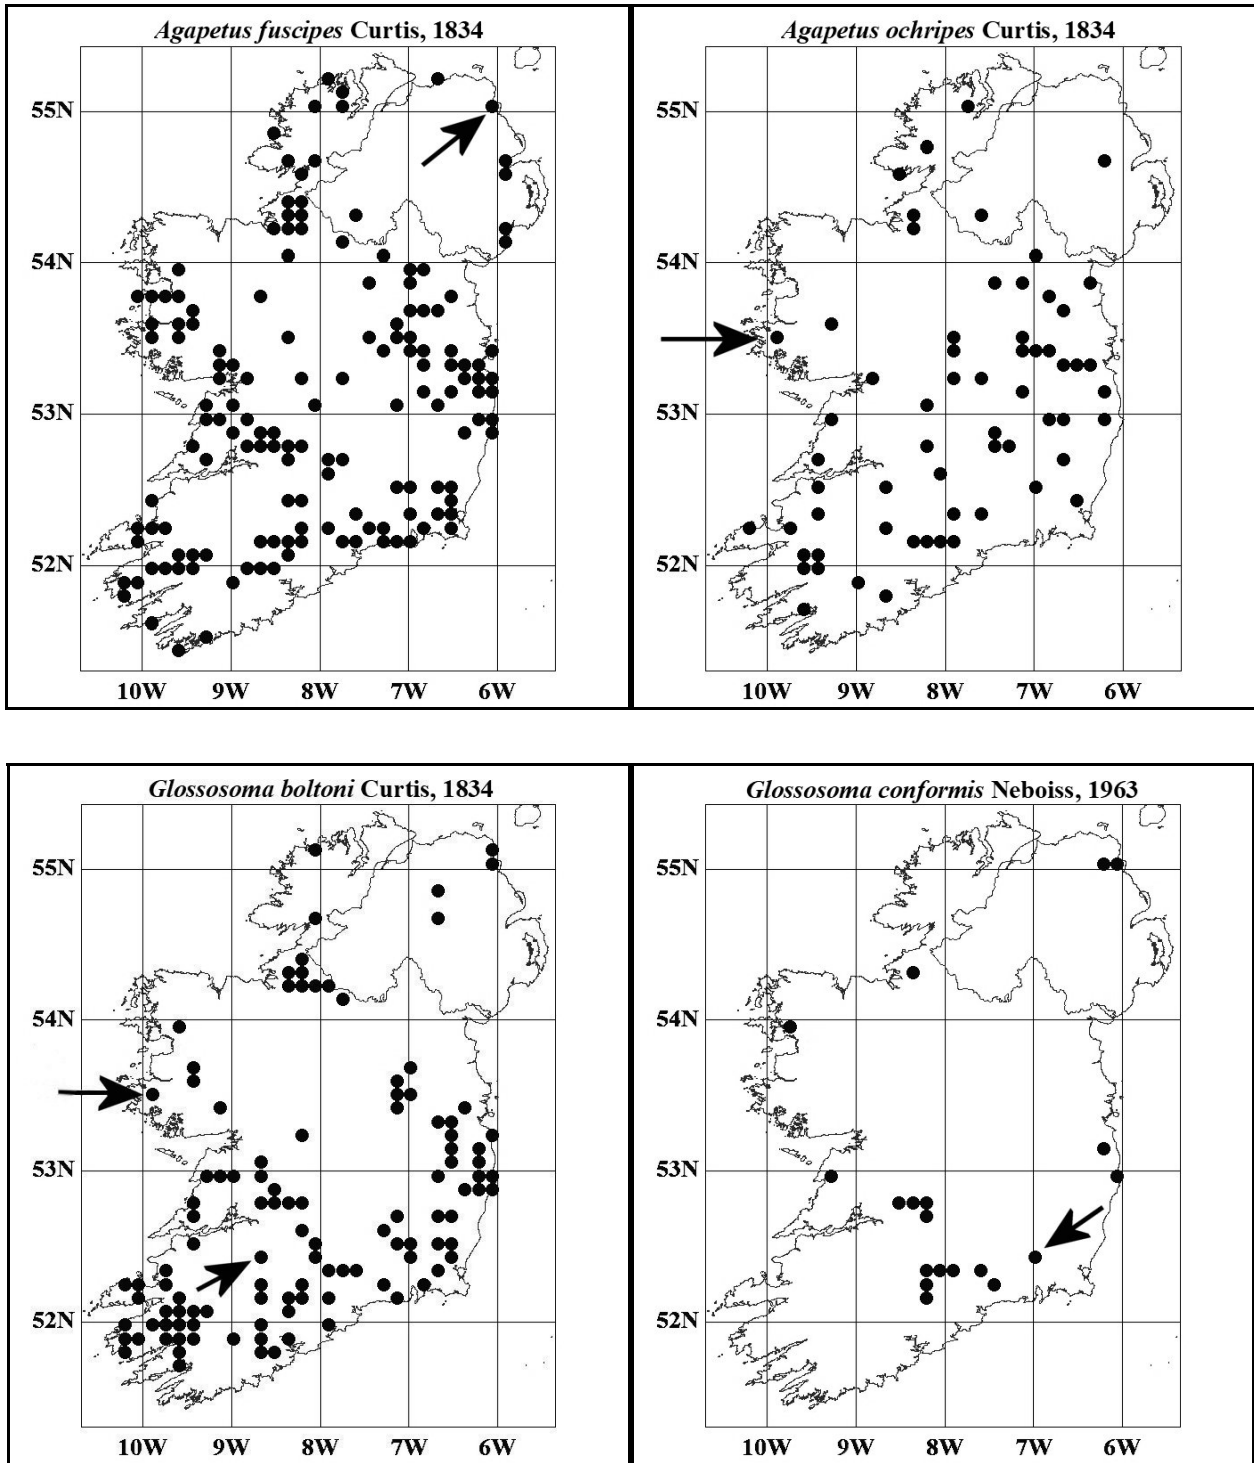 Agapetus fuscipes Curtis, 1834
55N
54N
53N
52N
10W 9W 8W 7W 6W
Agapetus ochripes Curtis, 1834
55N
54N
53N
52N
10W 9W 8W 7W 6W
Glossosoma boltoni Curtis, 1834
55N
54N
53N
52N
10W 9W 8W 7W 6W
Glossosoma conformis Neboiss, 1963
55N
54N
53N
52N
10W 9W 8W 7W 6W